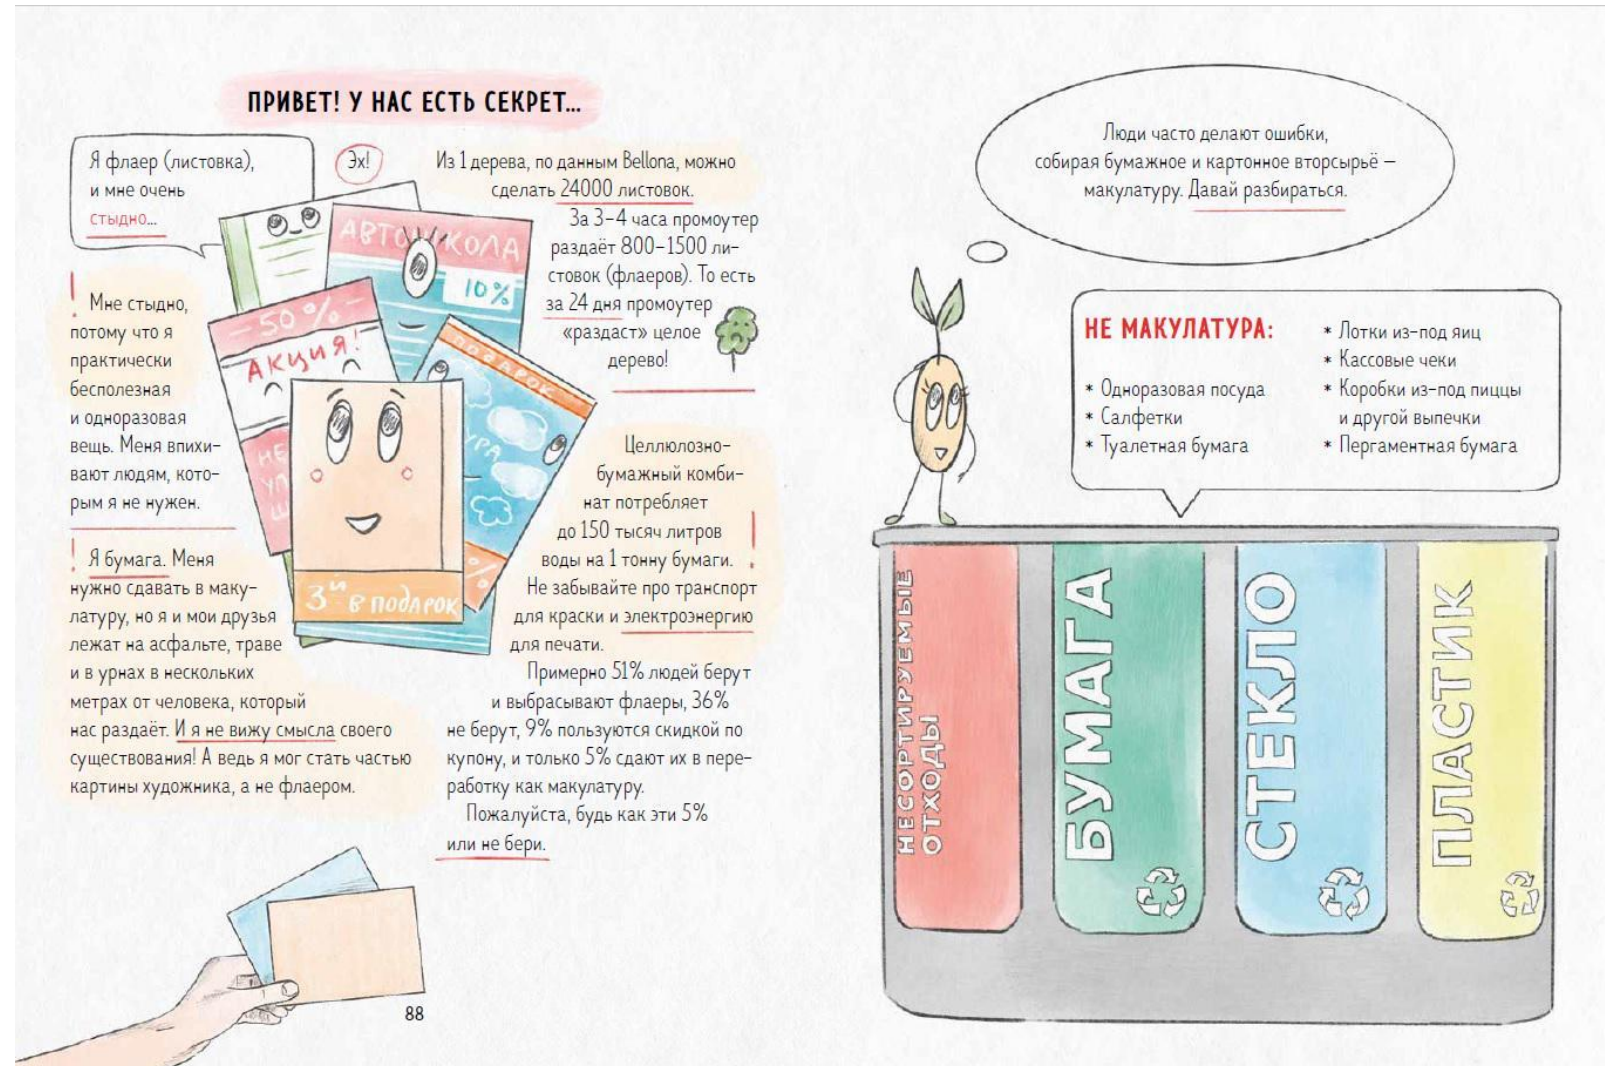 ПРИВЕТ! У НАС ЕСТЬ СЕКРЕТ...
Я флаер (листовка),
и мне очень
стыдно...
Эх!
АВТОШКОЛА
10%
-50%-
АКЦИЯ!
НЕ
УП
Ш
ПОДАРОК
УРА
%
3й В ПОДАРОК
! Мне стыдно,
потому что я
практически
бесполезная
и одноразовая
вещь. Меня впихи-
вают людям, кото-
рым я не нужен.
! Я бумага. Меня
нужно сдавать в маку-
латуру, но я и мои друзья
лежат на асфальте, траве
и в урнах в нескольких
метрах от человека, который
нас раздаёт. И я не вижу смысла своего
существования! А ведь я мог стать частью
картины художника, а не флаером.
Из 1 дерева, по данным Bellona, можно
сделать 24000 листовок.
За 3-4 часа промоутер
раздаёт 800-1500 ли-
стовок (флаеров). То есть
за 24 дня промоутер
«раздаст» целое
дерево!
Целлюлозно-
бумажный комби-
нат потребляет
до 150 тысяч литров
воды на 1 тонну бумаги. !
Не забывайте про транспорт
для краски и электроэнергию
для печати.
Примерно 51% людей берут
и выбрасывают флаеры, 36%
не берут, 9% пользуются скидкой по
купону, и только 5% сдают их в пере-
работку как макулатуру.
Пожалуйста, будь как эти 5%
или не бери.
88
Люди часто делают ошибки,
собирая бумажное и картонное вторсырьё —
макулатуру. Давай разбираться.
НЕ МАКУЛАТУРА:
* Одноразовая посуда
* Салфетки
* Туалетная бумага
* Лотки из-под яиц
* Кассовые чеки
* Коробки из-под пиццы
и другой выпечки
* Пергаментная бумага
НЕСОРТИРУЕМЫЕ
ОТХОДЫ
БУМАГА
СТЕКЛО
ПЛАСТИК